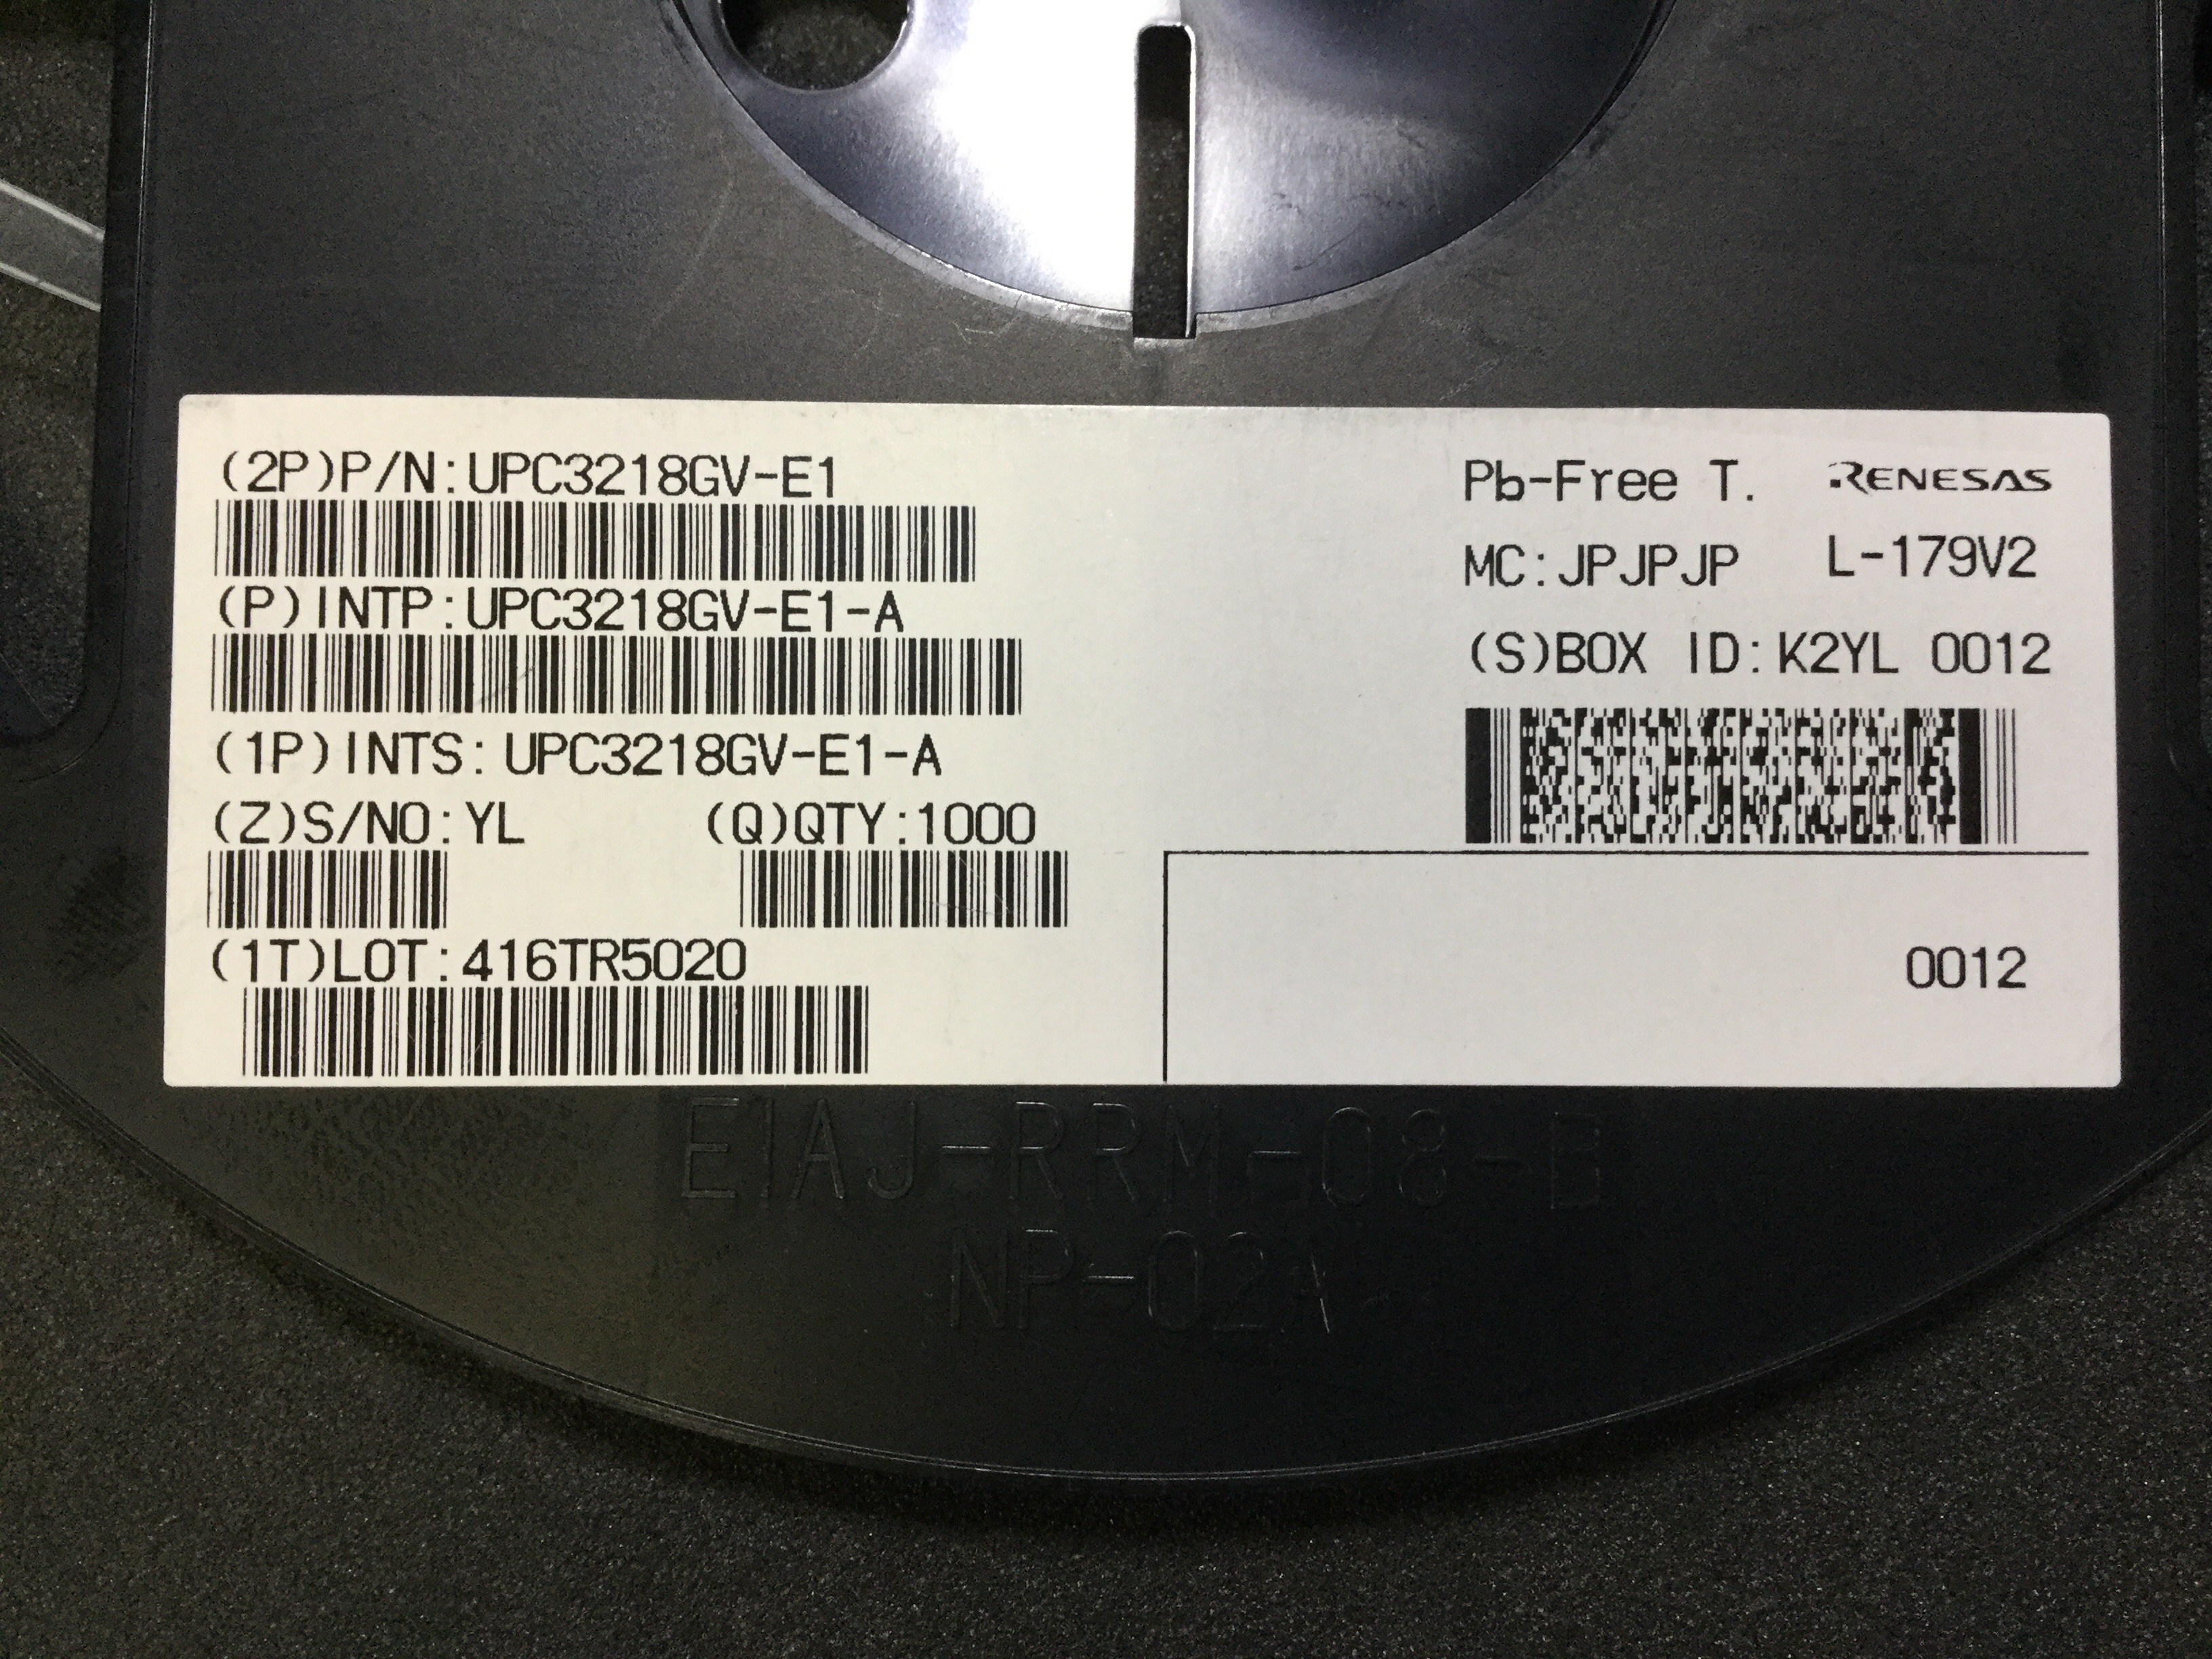 (2P)P/N:UPC3218GV-E1
(P)INTP:UPC3218GV-E1-A
(1P)INTS:UPC3218GV-E1-A
(Z)S/NO:YL (Q)QTY:1000
(1T)LOT:416TR5020
Pb-Free T. RENESAS
MC:JPJPJP L-179V2
(S)BOX ID:K2YL 0012
0012
EIAJ-RRM-08-B
NP-02A